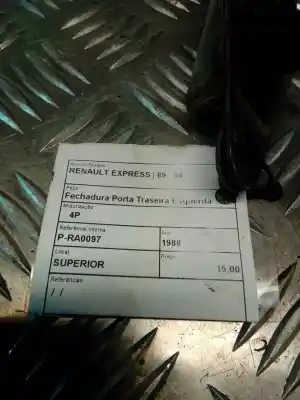 RENAULT EXPRESS | 89
Peça
Fechadura Porta Traseira Esquerda
Motorização
4P
Referência Interna
P-RA0097
Ano
1988
Local
SUPERIOR
Preço
15,00
Referências
/ /